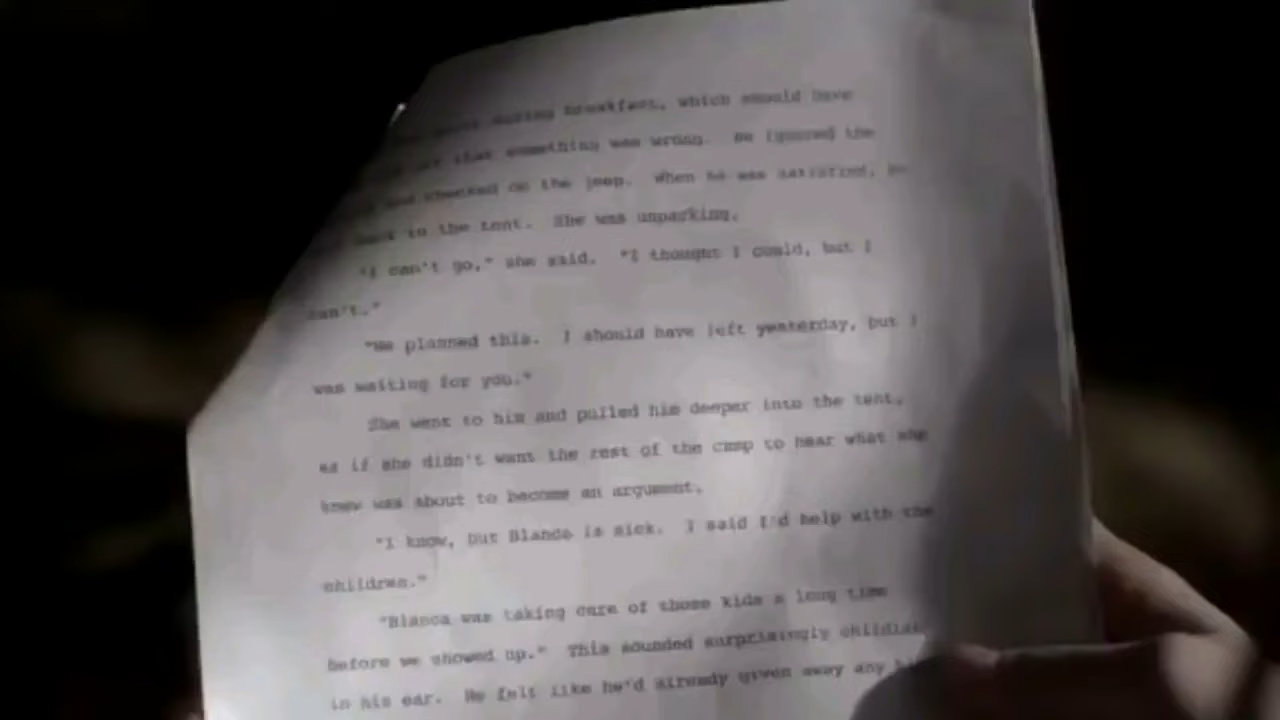 during breakfast, which should have
that something was wrong. He ignored the
and checked on the jeep. When he was satisfied, he
back to the tent. She was unpacking.
"I can't go," she said. "I thought I could, but I
can't."
"We planned this. I should have left yesterday, but I
was waiting for you."
She went to him and pulled him deeper into the tent,
as if she didn't want the rest of the camp to hear what she
knew was about to become an argument.
"I know, but Blanca is sick. I said I'd help with the
children."
"Blanca was taking care of those kids a long time
before we showed up." This sounded surprisingly childish
in his ear. He felt like he'd already given away any